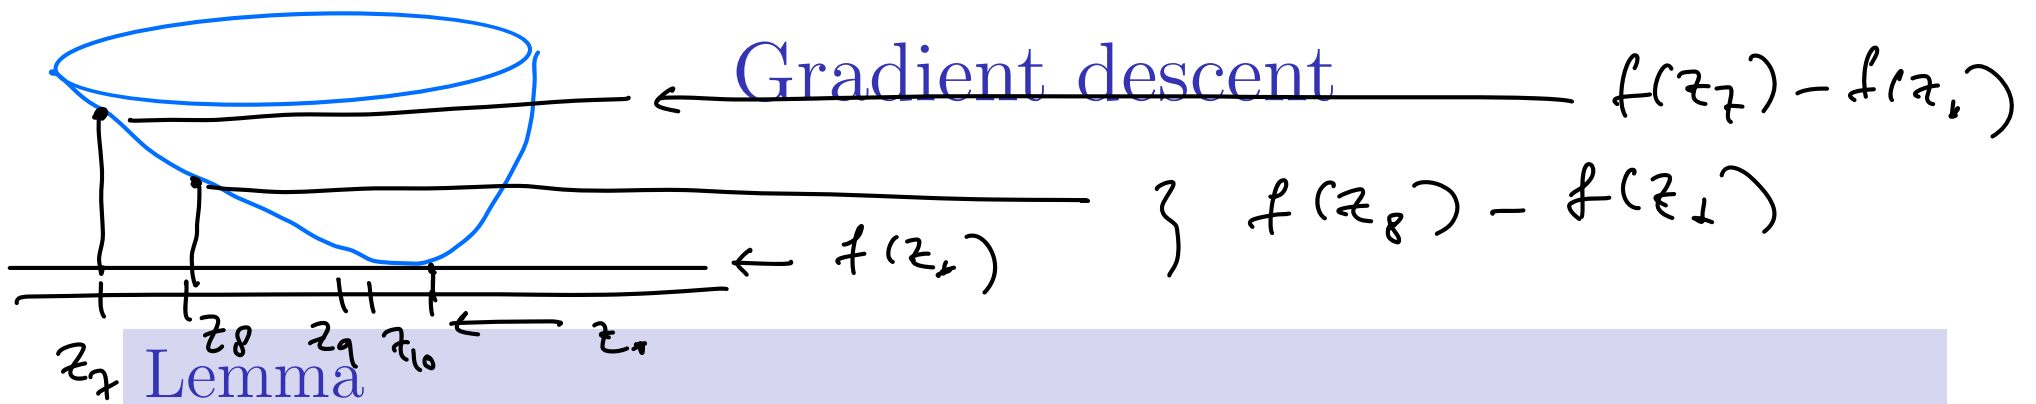 Gradient descent
f(z₇) - f(z*)
f(z₈) - f(z*)
← f(z*)
z₇ z₈ z₉ z₁₀ ← z*
Lemma